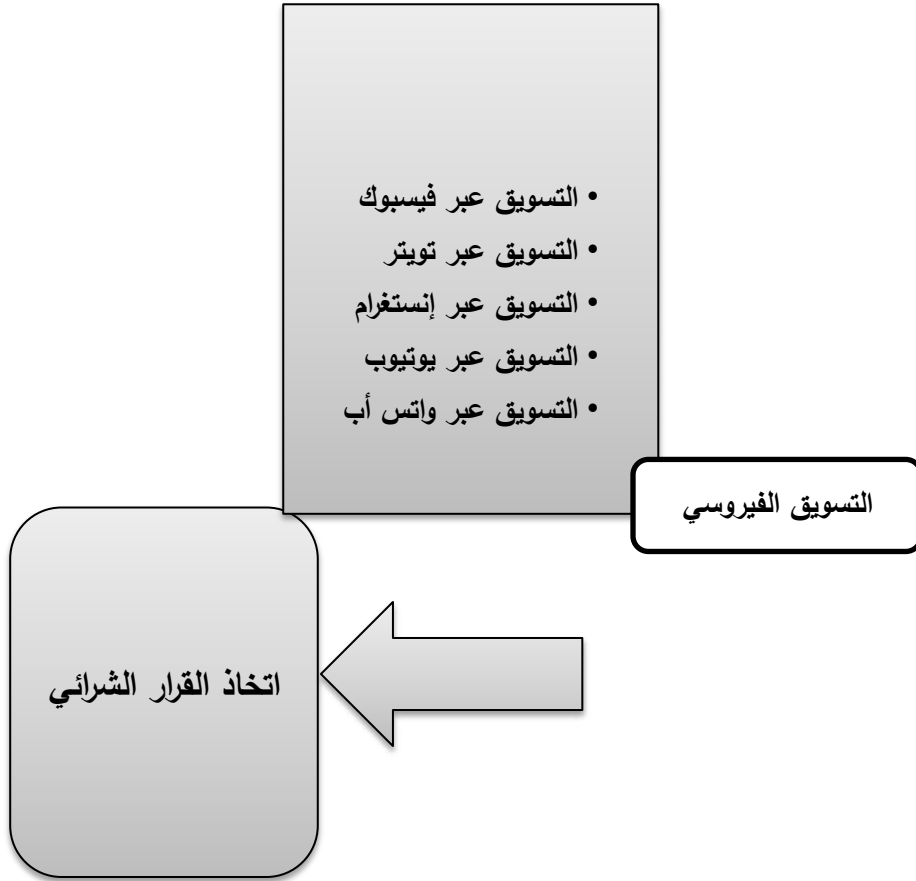 • التسويق عبر فيسبوك
• التسويق عبر تويتر
• التسويق عبر إنستغرام
• التسويق عبر يوتيوب
• التسويق عبر واتس أب
التسويق الفيروسي
اتخاذ القرار الشرائي